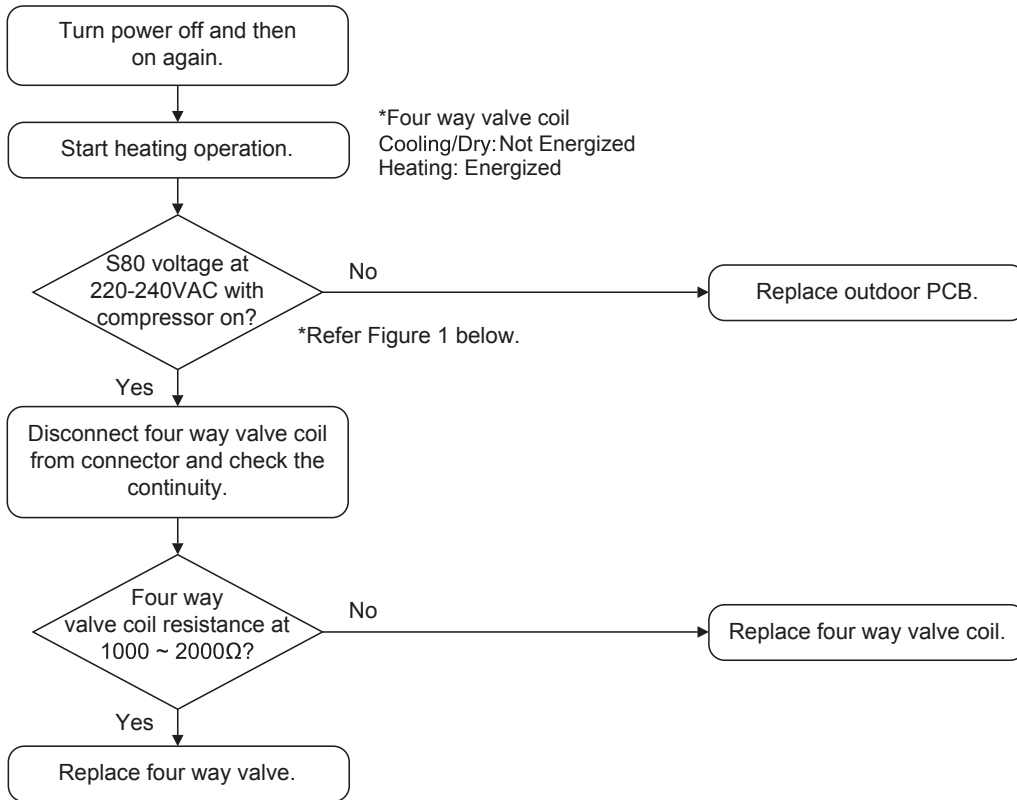 Turn power off and then
on again.
Start heating operation.
*Four way valve coil
Cooling/Dry: Not Energized
Heating: Energized
S80 voltage at
220-240VAC with
compressor on?
No
Replace outdoor PCB.
*Refer Figure 1 below.
Yes
Disconnect four way valve coil
from connector and check the
continuity.
Four way
valve coil resistance at
1000 ~ 2000Ω?
No
Replace four way valve coil.
Yes
Replace four way valve.